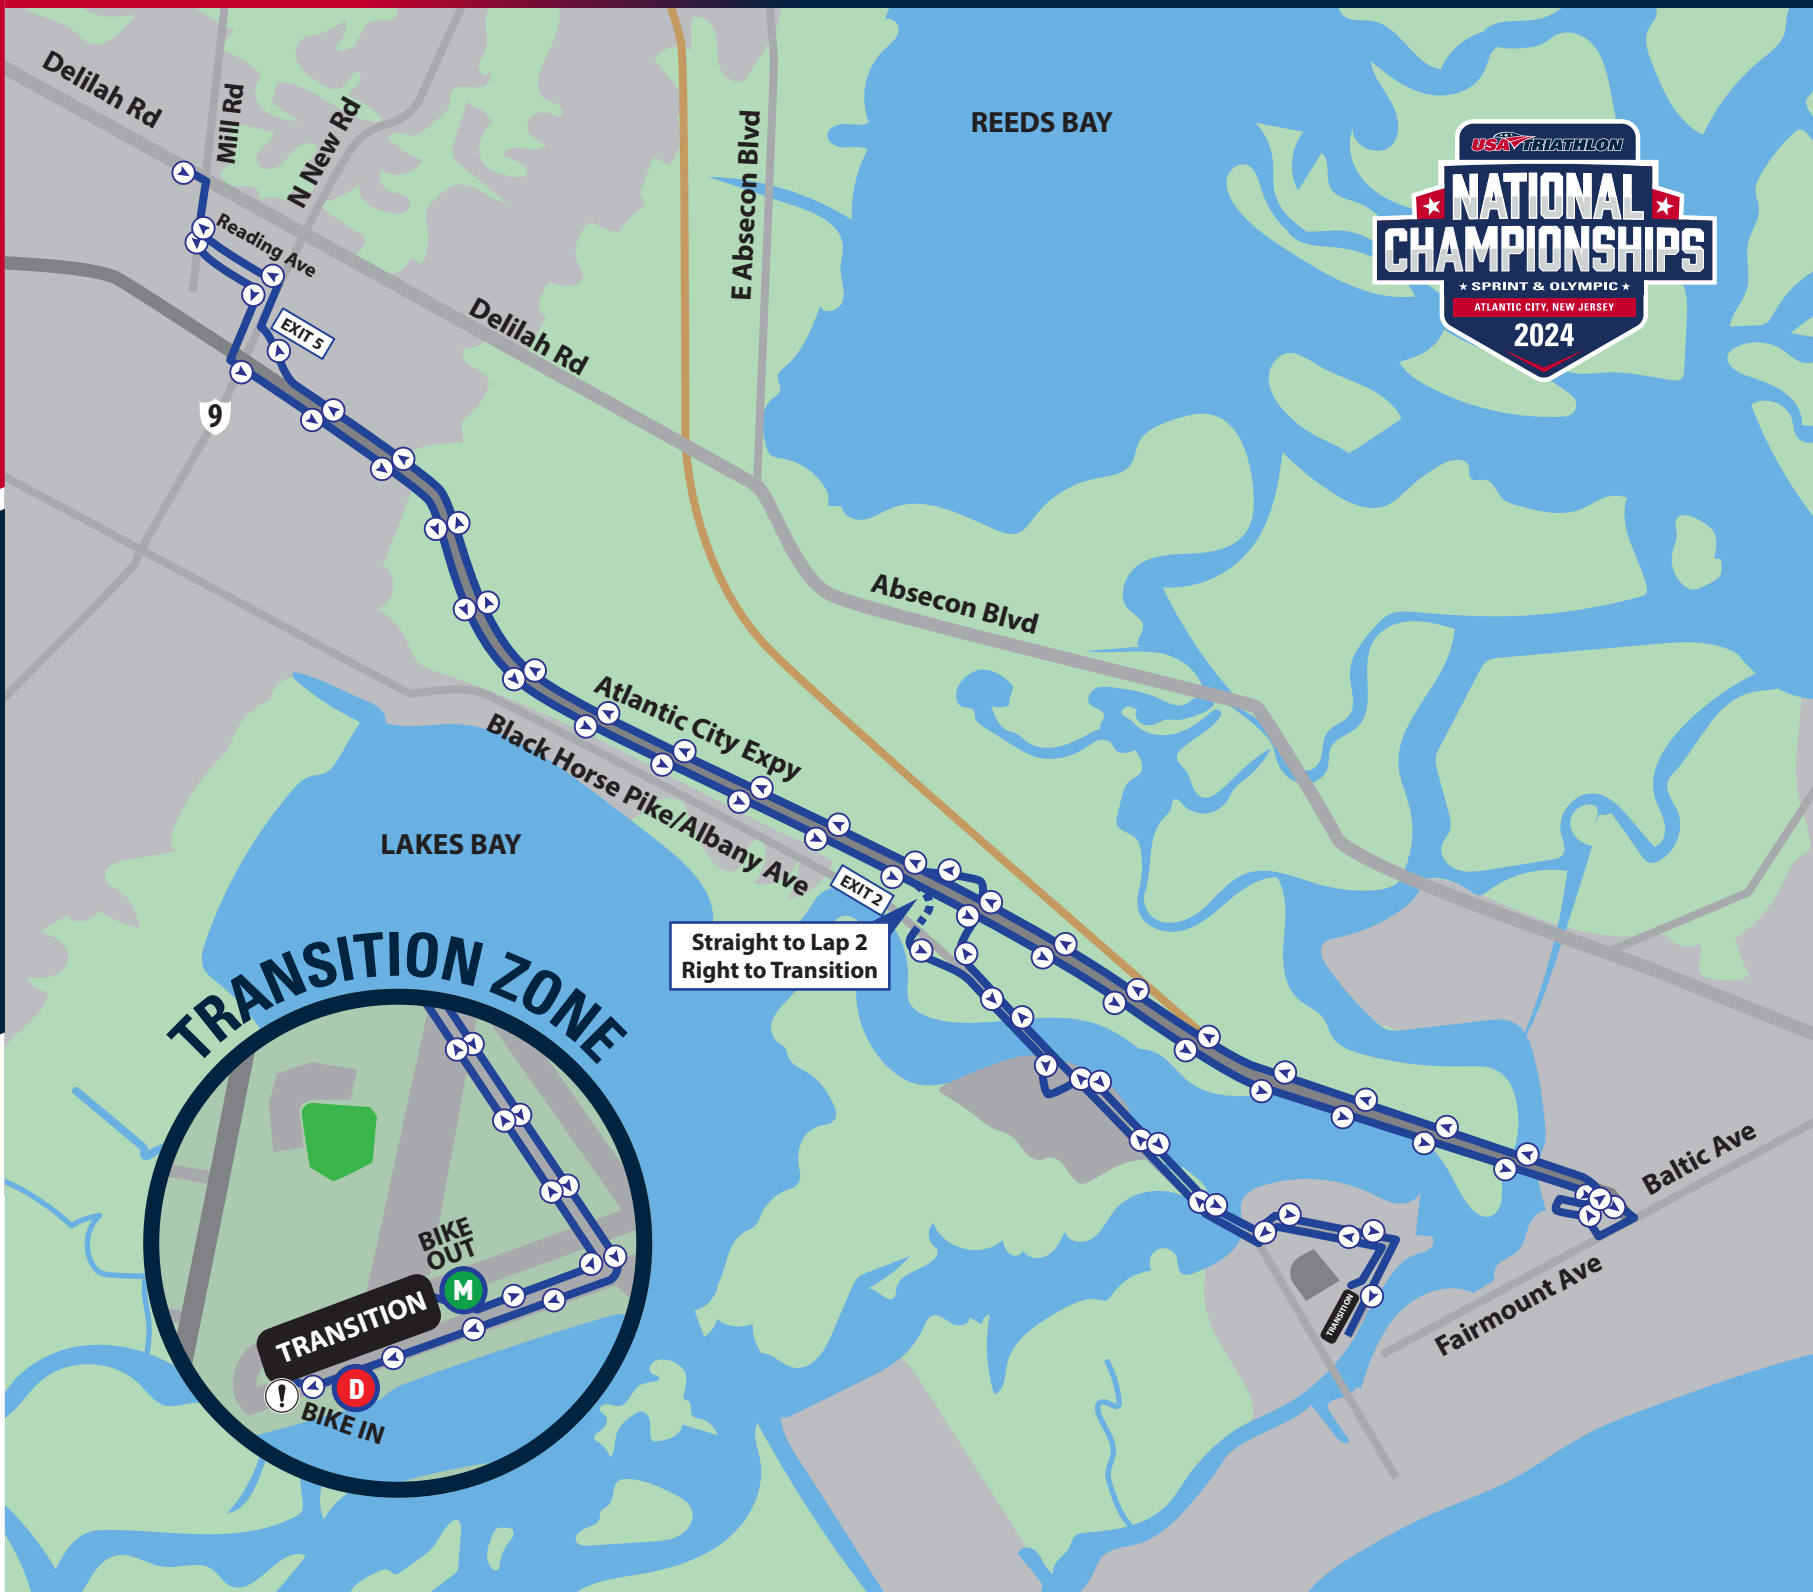 Delilah Rd
Mill Rd
N New Rd
E Absecon Blvd
REEDS BAY
USA TRIATHLON
NATIONAL
CHAMPIONSHIPS
SPRINT & OLYMPIC
ATLANTIC CITY, NEW JERSEY
2024
Reading Ave
EXIT 5
Delilah Rd
9
Absecon Blvd
Atlantic City Expy
Black Horse Pike/Albany Ave
LAKES BAY
EXIT 2
Straight to Lap 2
Right to Transition
TRANSITION ZONE
BIKE
OUT
M
TRANSITION
!
D
BIKE IN
Baltic Ave
Fairmount Ave
TRANSITION